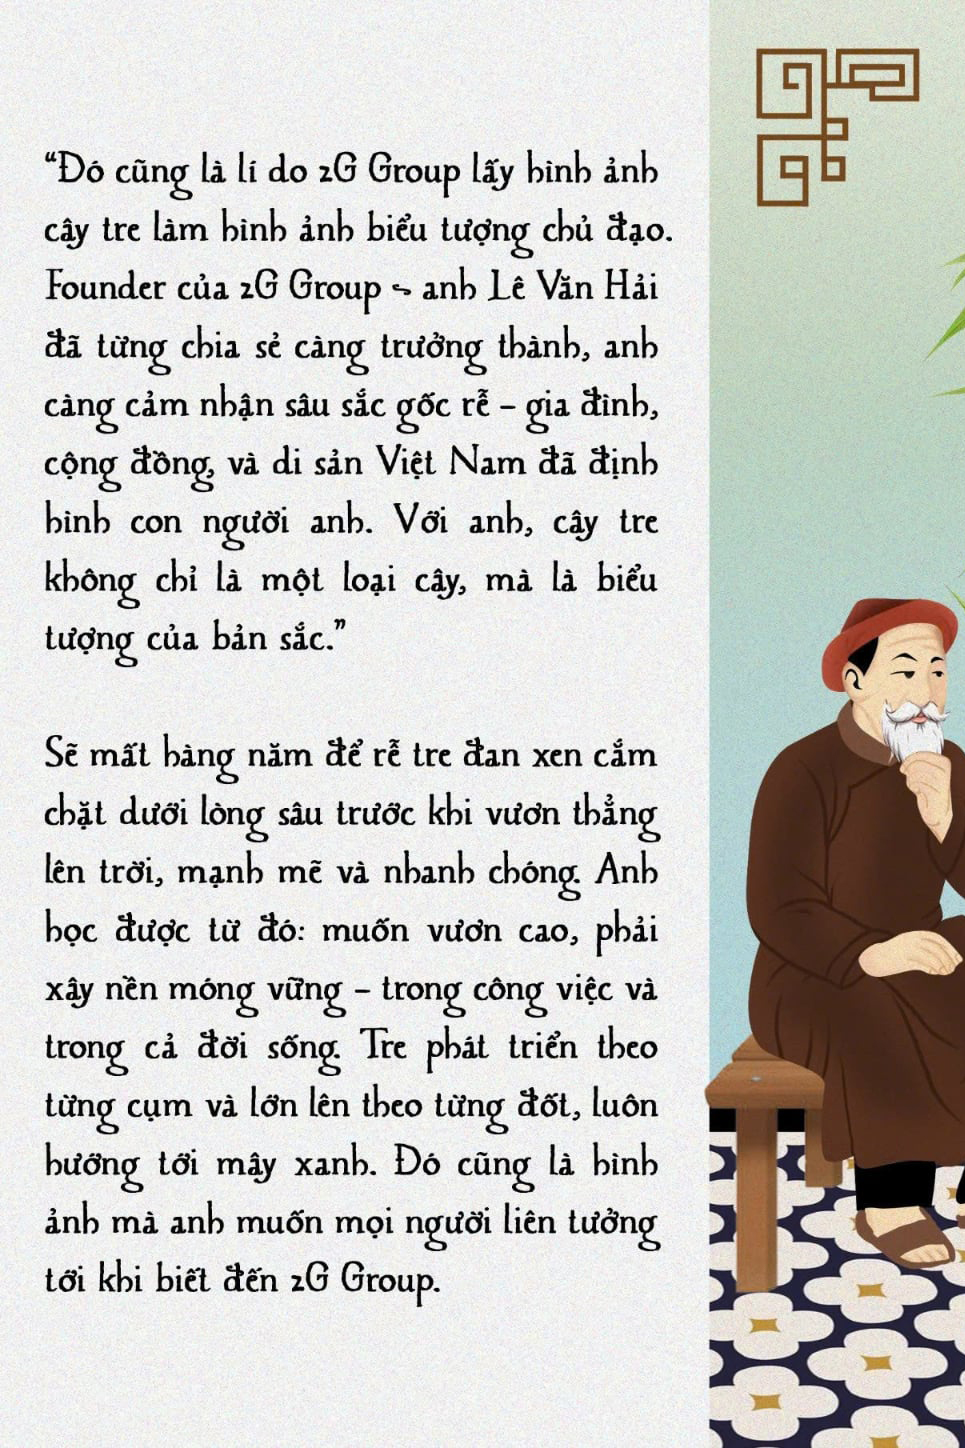 “Đó cũng là lí do 2G Group lấy hình ảnh
cây tre làm hình ảnh biểu tượng chủ đạo.
Founder của 2G Group ~ anh Lê Văn Hải
đã từng chia sẻ càng trưởng thành, anh
càng cảm nhận sâu sắc gốc rễ – gia đình,
cộng đồng, và di sản Việt Nam đã định
hình con người anh. Với anh, cây tre
không chỉ là một loại cây, mà là biểu
tượng của bản sắc.”
Sẽ mất hàng năm để rễ tre đan xen cắm
chặt dưới lòng sâu trước khi vươn thẳng
lên trời, mạnh mẽ và nhanh chóng. Anh
học được từ đó: muốn vươn cao, phải
xây nền móng vững – trong công việc và
trong cả đời sống. Tre phát triển theo
từng cụm và lớn lên theo từng đốt, luôn
hướng tới mây xanh. Đó cũng là hình
ảnh mà anh muốn mọi người liên tưởng
tới khi biết đến 2G Group.